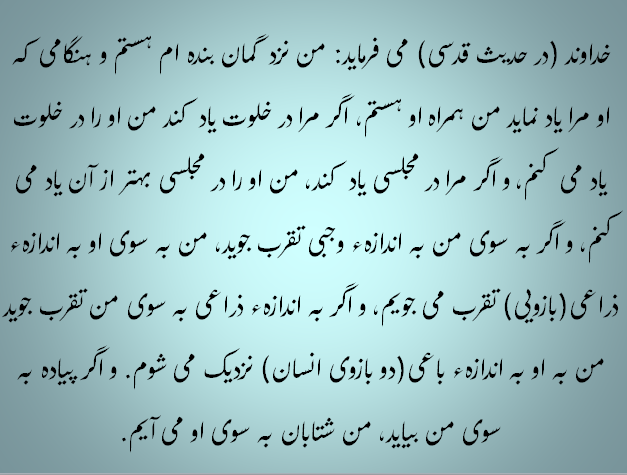 خداوند (در حدیث قدسی) می فرماید: من نزد گمان بنده ام هستم و هنگامی که
او مرا یاد نماید من همراه او هستم، اگر مرا در خلوت یاد کند من او را در خلوت
یاد می کنم، و اگر مرا در مجلسی یاد کند، من او را در مجلسی بهتر از آن یاد می
کنم، و اگر به سوی من به اندازهء وجبی تقرب جوید، من به سوی او به اندازهء
ذراعی (بازویی) تقرب می جویم، و اگر به اندازهء ذراعی به سوی من تقرب جوید
من به او به اندازهء باعی (دو بازوی انسان) نزدیک می شوم. و اگر پیاده به
سوی من بیاید، من شتابان به سوی او می آیم.